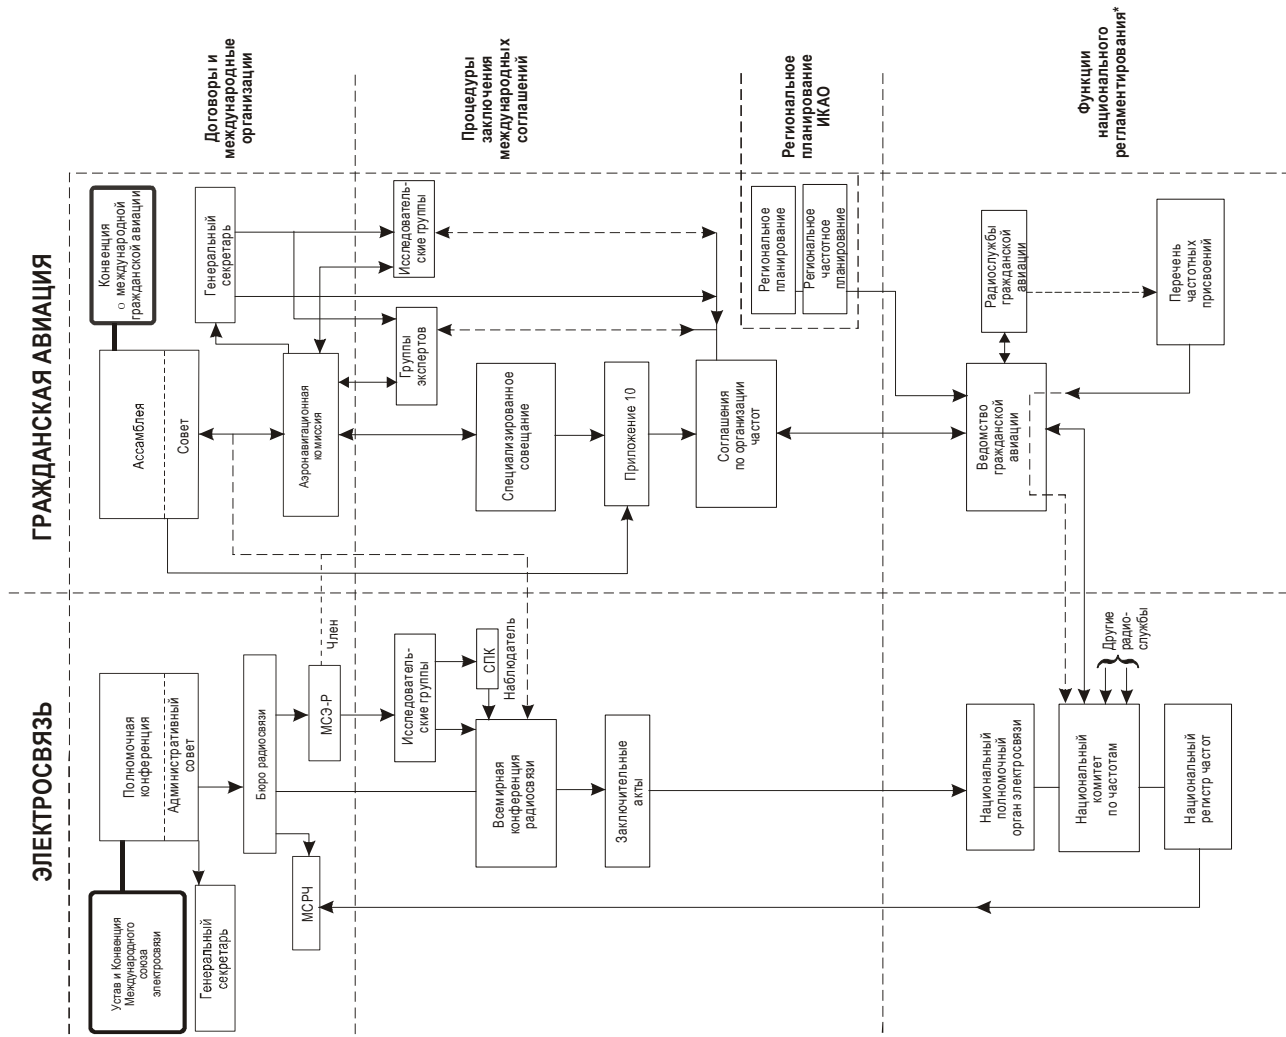 ЭЛЕКТРОСВЯЗЬ
ГРАЖДАНСКАЯ АВИАЦИЯ
Договоры и
международные
организации
Устав и Конвенция
Международного
союза
электросвязи
Полномочная
конференция
Административный
совет
Генеральный
секретарь
Бюро радиосвязи
МСРЧ
МСЭ-Р
Член
Ассамблея
Совет
Конвенция
о международной
гражданской авиации
Генеральный
секретарь
Аэронавигационная
комиссия
Процедуры
заключения
международных
соглашений
Исследователь-
ские группы
СПК
Наблюдатель
Всемирная
конференция
радиосвязи
Заключительные
акты
Группы
экспертов
Исследователь-
ские группы
Специализированное
совещание
Приложение 10
Соглашения
по организации
частот
Региональное
планирование
ИКАО
Региональное
планирование
Региональное
частотное
планирование
Функции
национального
регламентирования*
Национальный
полномочный
орган электросвязи
Национальный
комитет
по частотам
Национальный
регистр частот
Другие
радио-
службы
Ведомство
гражданской
авиации
Радиослужбы
гражданской
авиации
Перечень
частотных
присвоений